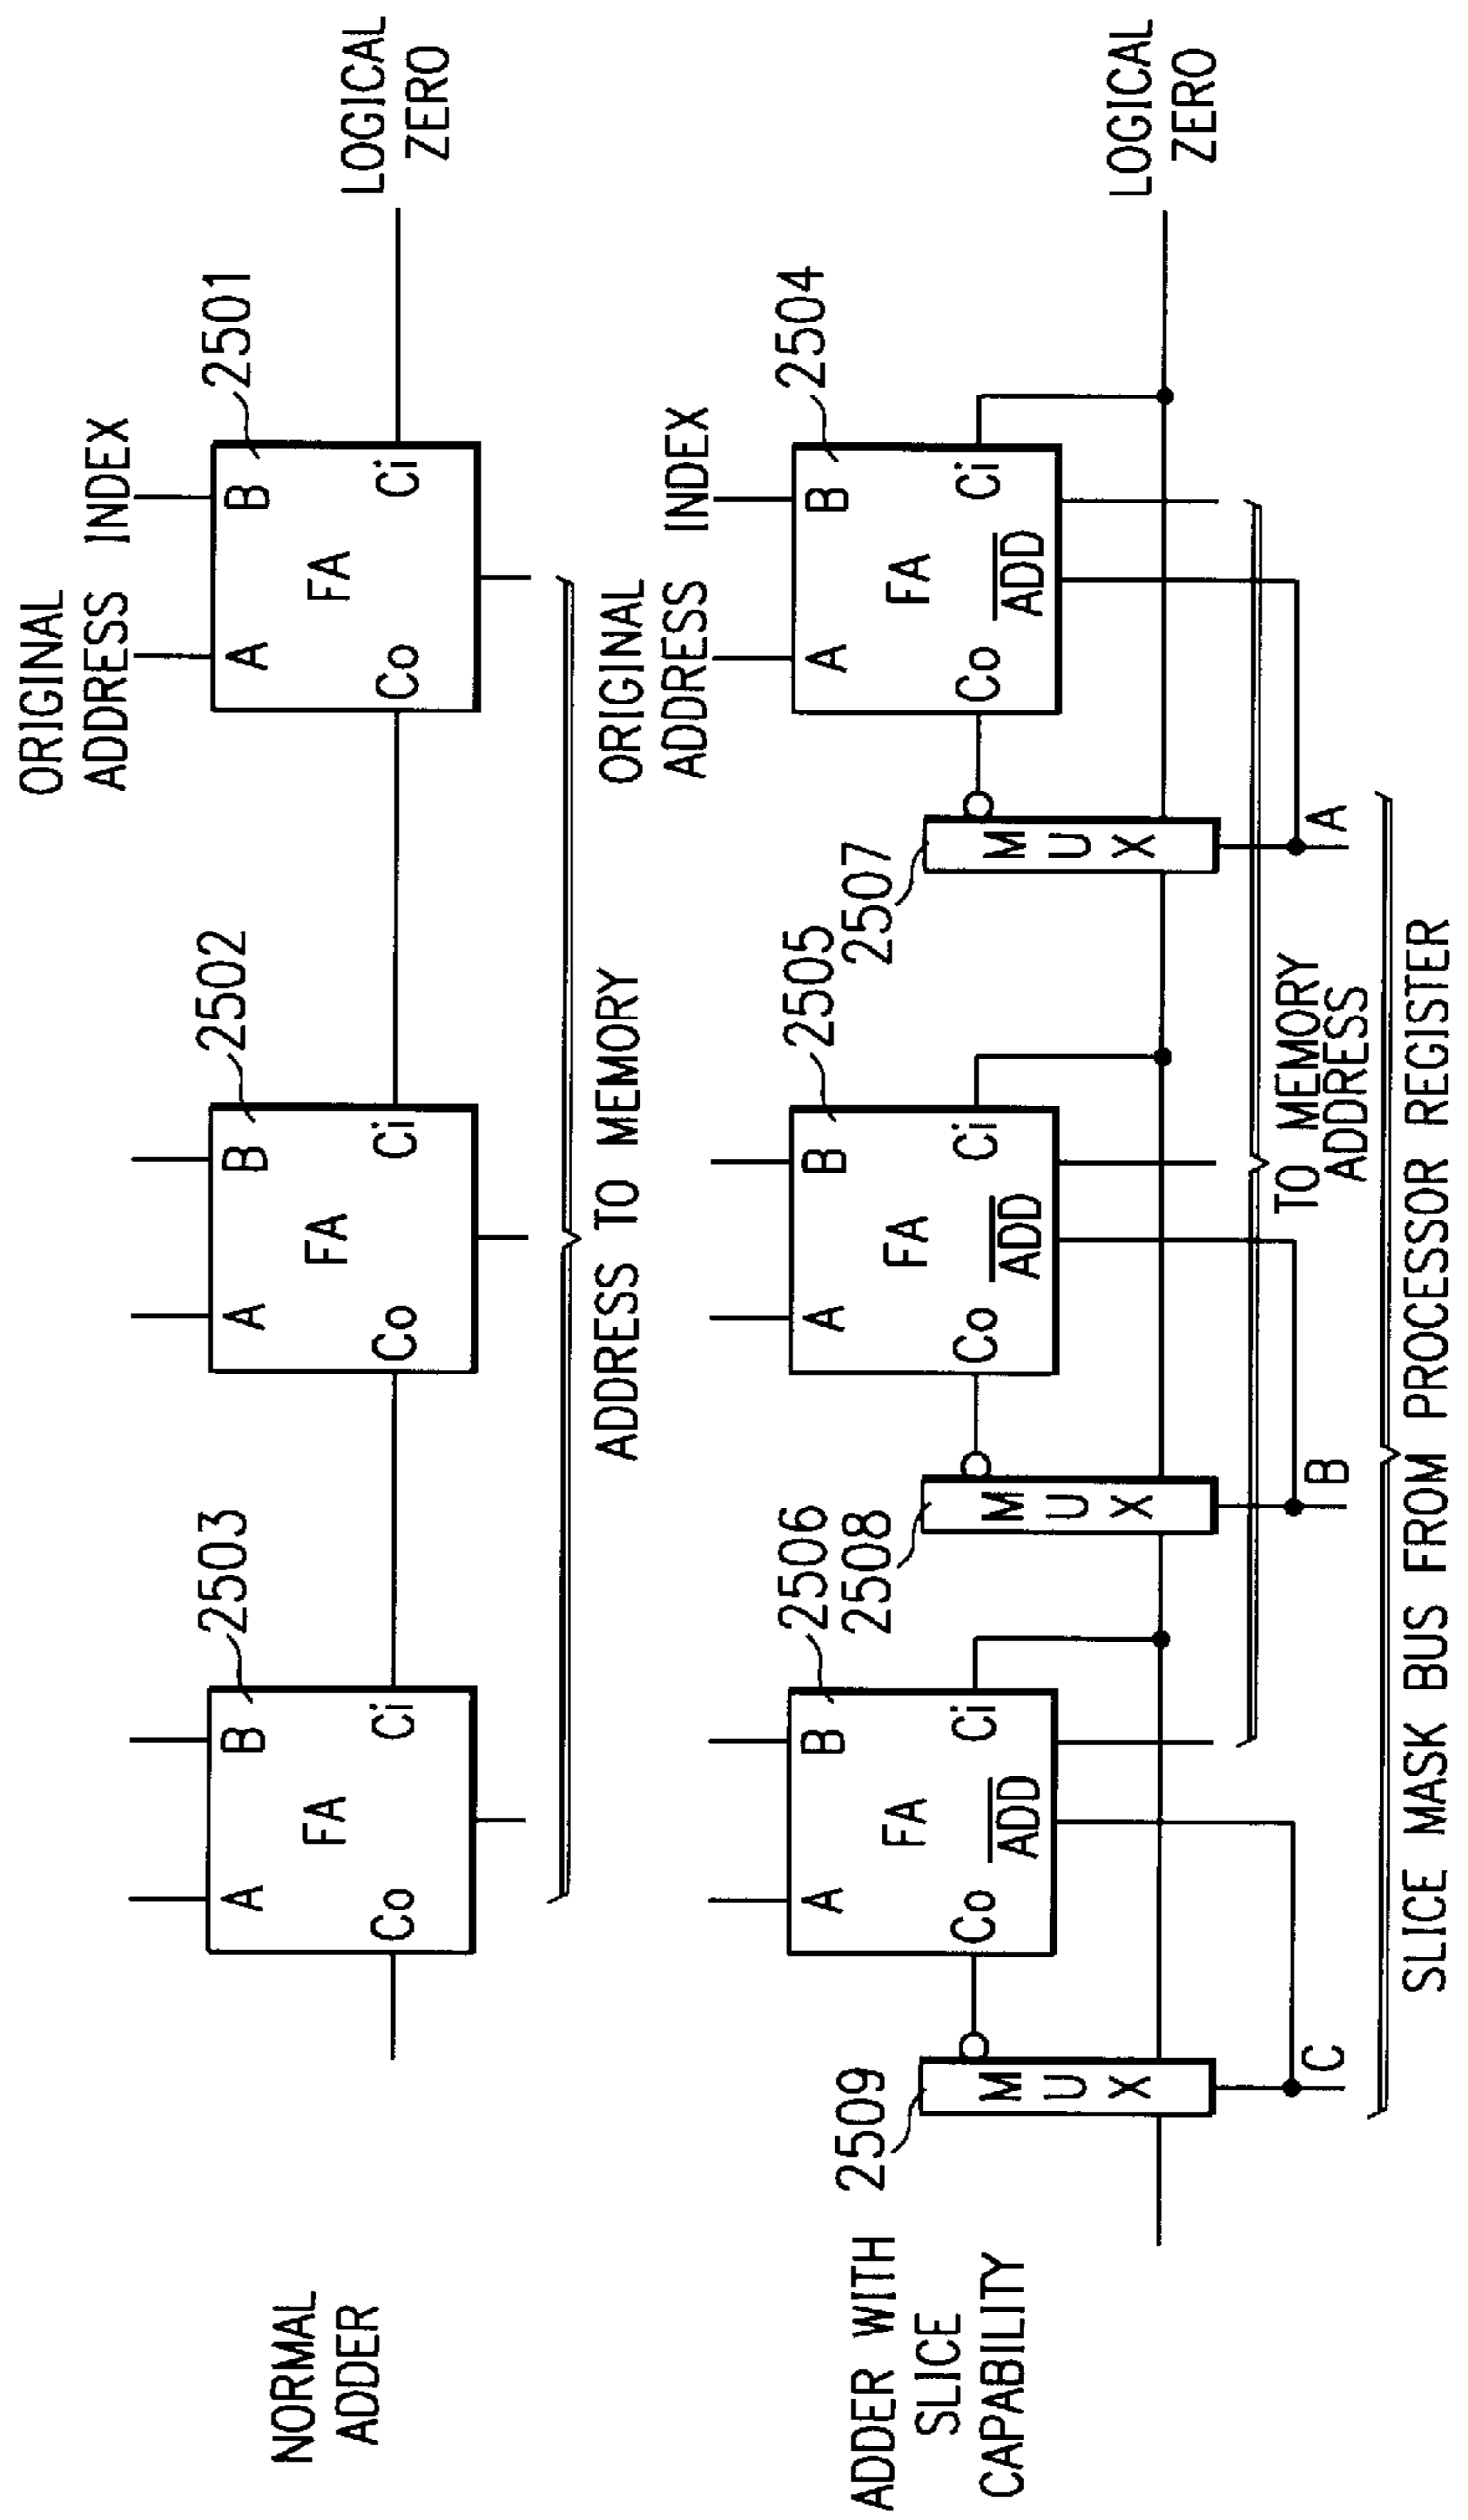 ORIGINAL
ADDRESS INDEX
2503 2502 2501
A B A B A B
NORMAL
ADDER
FA FA FA
Co Ci Co Ci Co Ci
LOGICAL
ZERO
ADDRESS TO MEMORY
ORIGINAL
ADDRESS INDEX
2506 2505 2504
A B A B A B
2509 2508 2507
ADDER WITH
SLICE
CAPABILITY
FA FA FA
Co Ci Co Ci Co Ci
ADD ADD ADD
MUX MUX MUX
LOGICAL
ZERO
TO MEMORY
ADDRESS
C B A
SLICE MASK BUS FROM PROCESSOR REGISTER